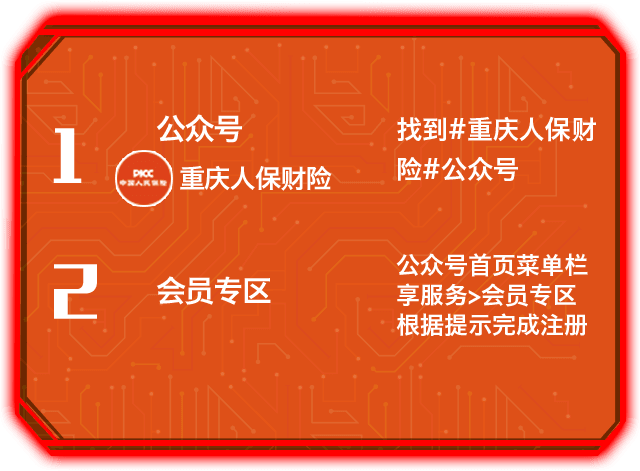 1
公众号
PICC
中国人民保险
重庆人保财险
找到#重庆人保财
险#公众号
2
会员专区
公众号首页菜单栏
享服务>会员专区
根据提示完成注册